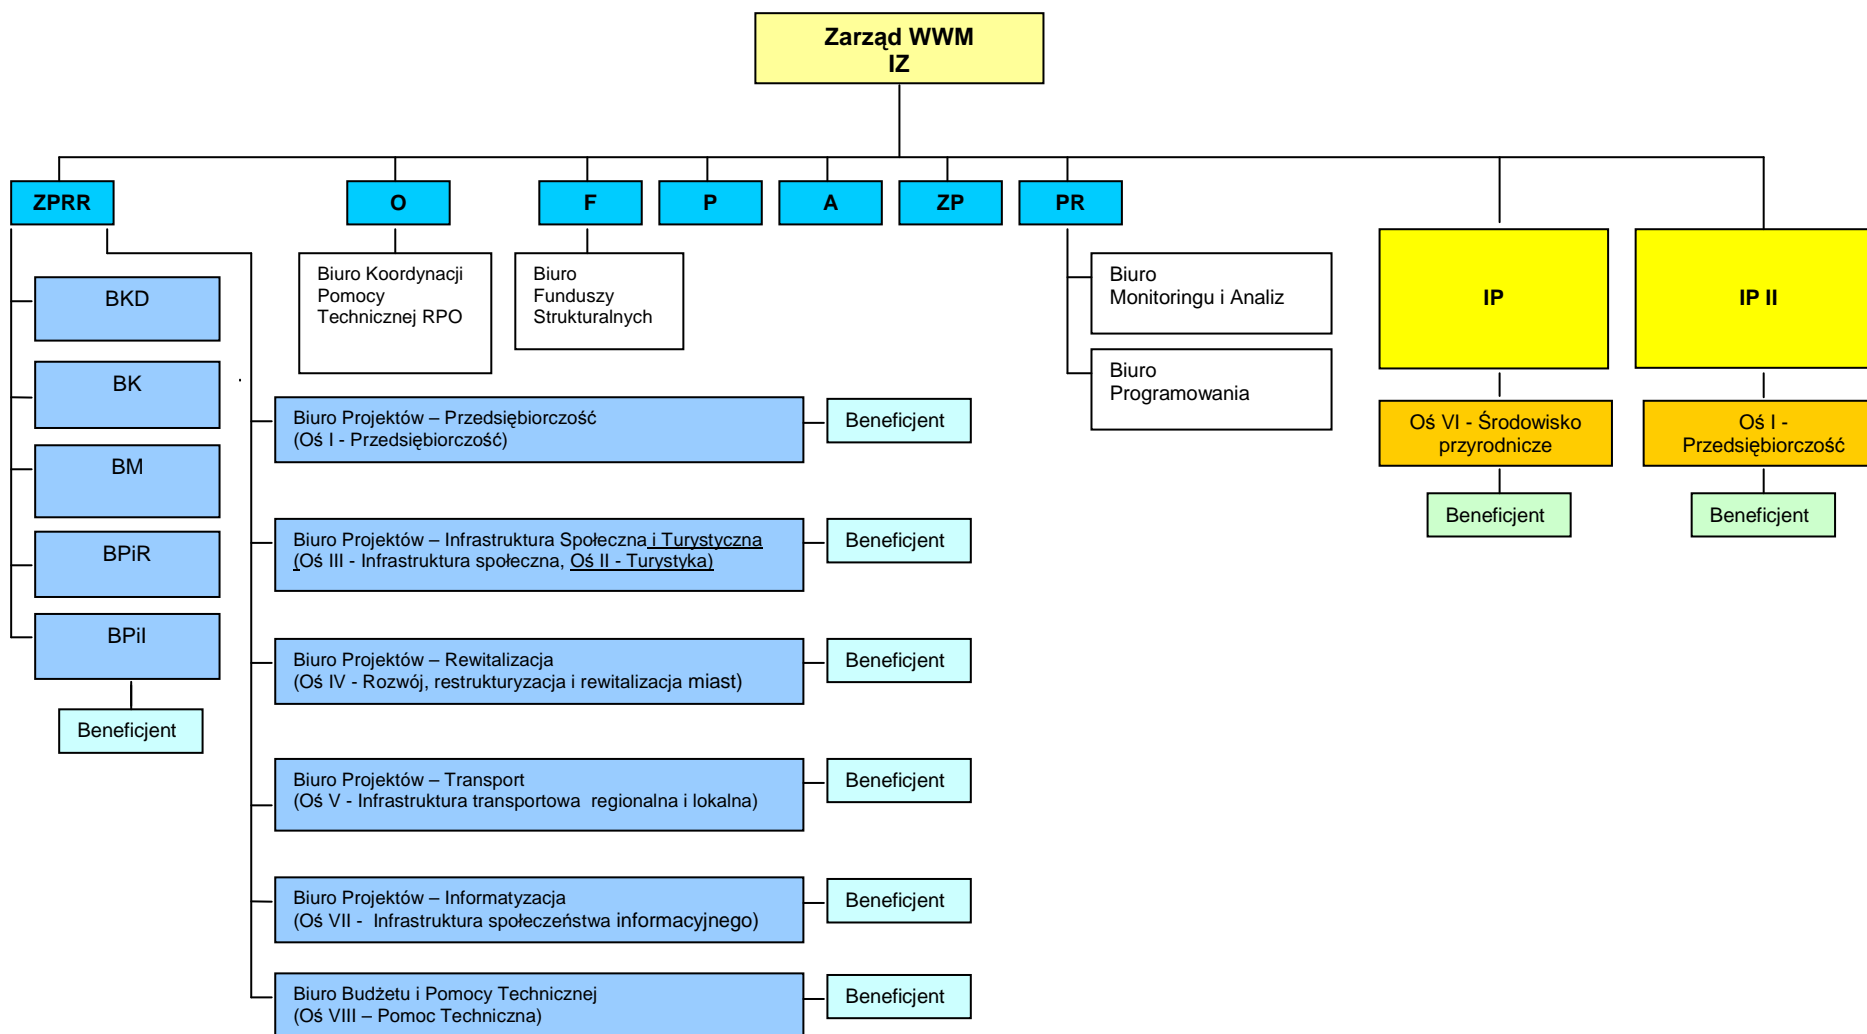 Zarząd WWM
IZ
ZPRR
O
F
P
A
ZP
PR
Biuro Koordynacji
Pomocy
Technicznej RPO
Biuro
Funduszy
Strukturalnych
Biuro
Monitoringu i Analiz
Biuro
Programowania
IP
IP II
Oś VI - Środowisko
przyrodnicze
Oś I -
Przedsiębiorczość
Beneficjent
Beneficjent
BKD
BK
BM
BPiR
BPiI
Beneficjent
Biuro Projektów – Przedsiębiorczość
(Oś I - Przedsiębiorczość)
Beneficjent
Biuro Projektów – Infrastruktura Społeczna i Turystyczna
(Oś III - Infrastruktura społeczna, Oś II - Turystyka)
Beneficjent
Biuro Projektów – Rewitalizacja
(Oś IV - Rozwój, restrukturyzacja i rewitalizacja miast)
Beneficjent
Biuro Projektów – Transport
(Oś V - Infrastruktura transportowa regionalna i lokalna)
Beneficjent
Biuro Projektów – Informatyzacja
(Oś VII - Infrastruktura społeczeństwa informacyjnego)
Beneficjent
Biuro Budżetu i Pomocy Technicznej
(Oś VIII – Pomoc Techniczna)
Beneficjent